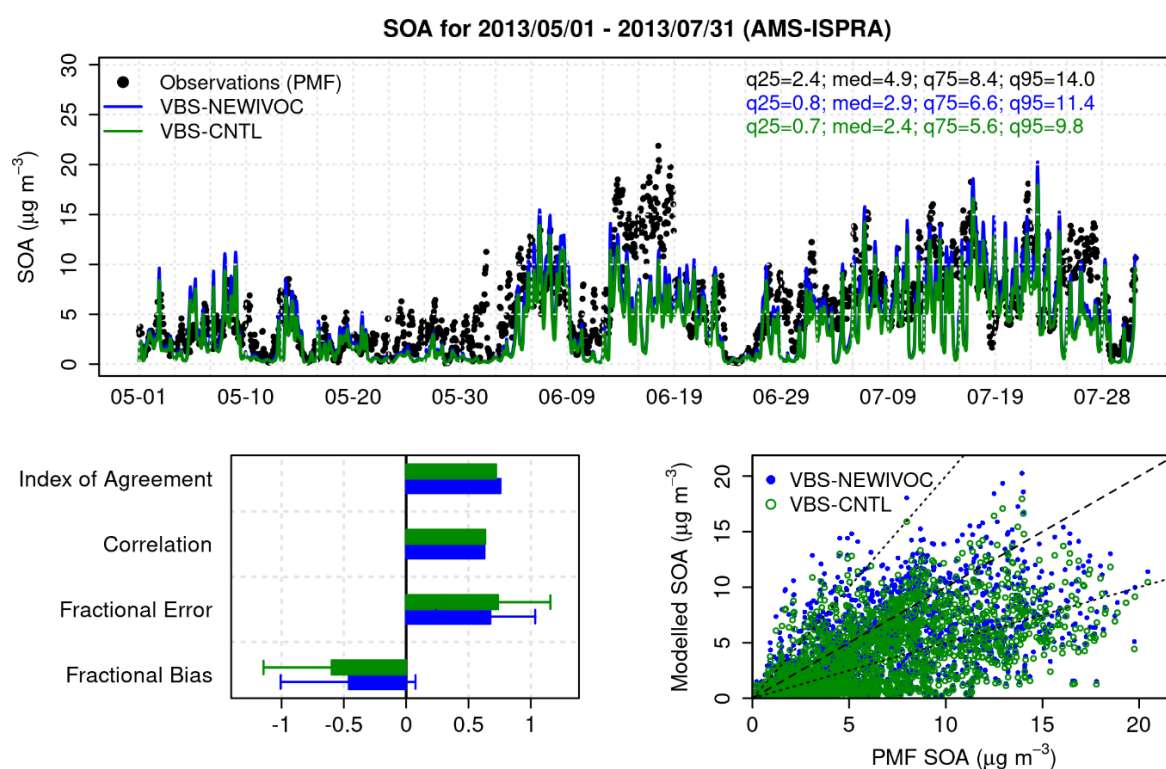 SOA for 2013/05/01 - 2013/07/31 (AMS-ISPRA)
SOA (μg m⁻³)
30
25
20
15
10
5
0
Observations (PMF)
VBS-NEWIVOC
VBS-CNTL
q25=2.4; med=4.9; q75=8.4; q95=14.0
q25=0.8; med=2.9; q75=6.6; q95=11.4
q25=0.7; med=2.4; q75=5.6; q95=9.8
05-01 05-10 05-20 05-30 06-09 06-19 06-29 07-09 07-19 07-28
Index of Agreement
Correlation
Fractional Error
Fractional Bias
-1 -0.5 0 0.5 1
Modelled SOA (μg m⁻³)
20
15
10
5
0
VBS-NEWIVOC
VBS-CNTL
0 5 10 15 20
PMF SOA (μg m⁻³)